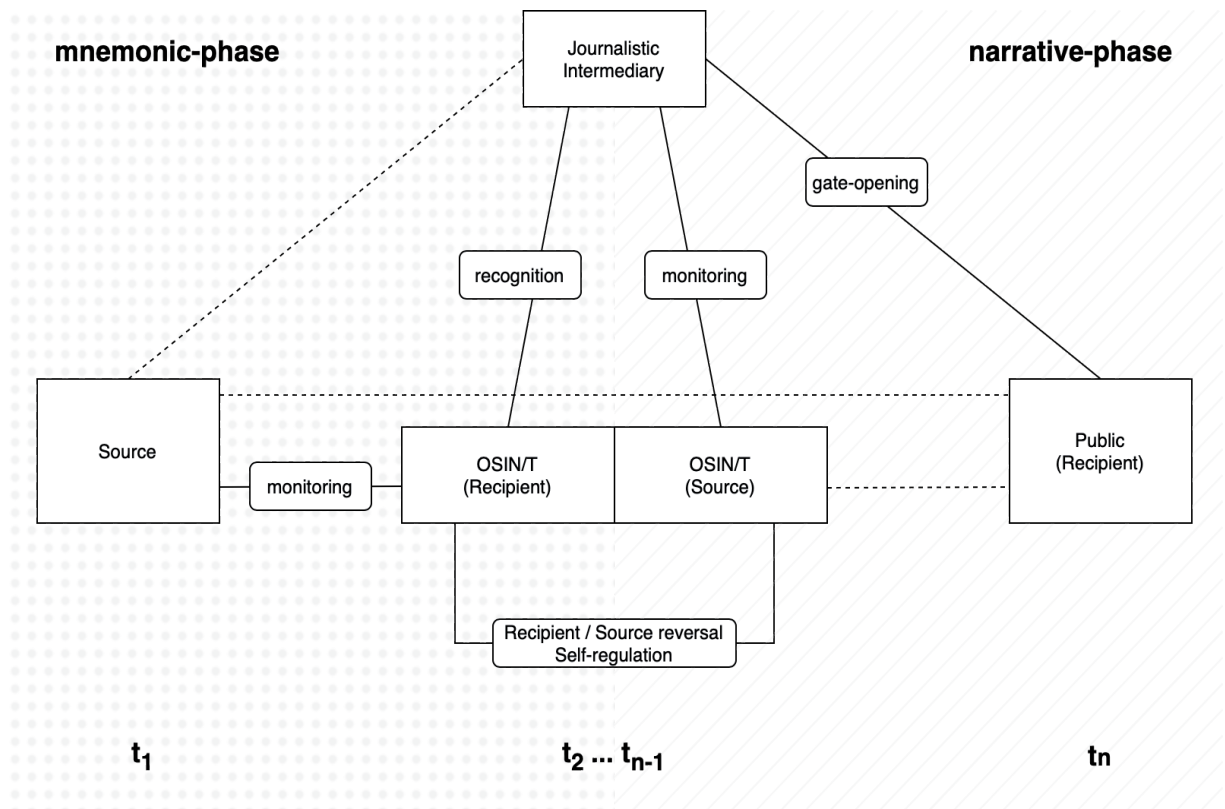 mnemonic-phase
Journalistic
Intermediary
narrative-phase
gate-opening
recognition
monitoring
Source
monitoring
OSIN/T
(Recipient)
OSIN/T
(Source)
Public
(Recipient)
Recipient / Source reversal
Self-regulation
t1
t2 ... tn-1
tn